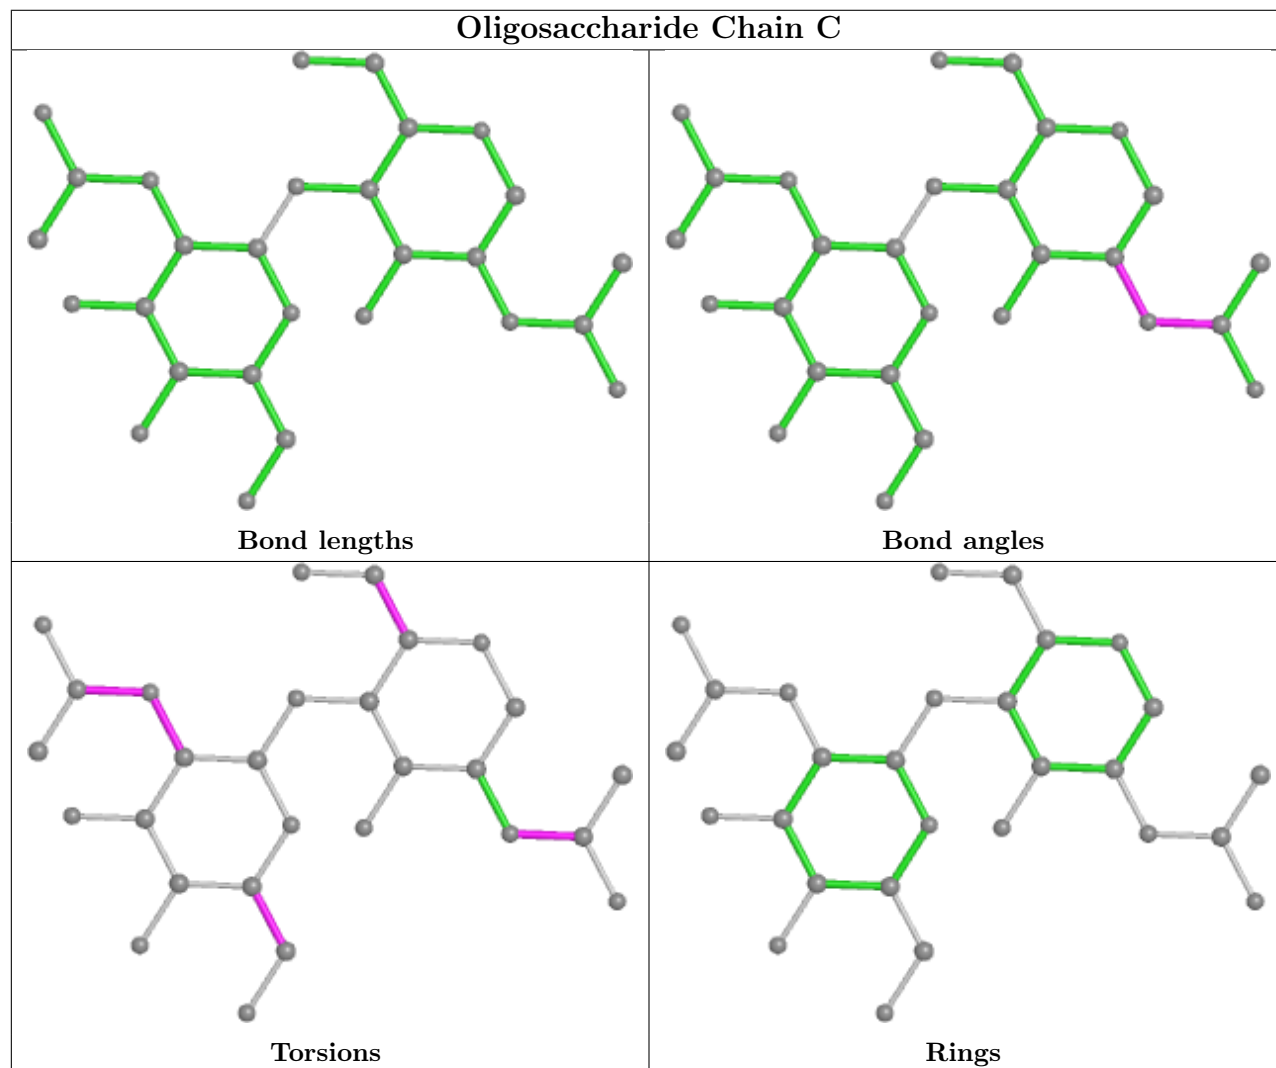 Oligosaccharide Chain C
Bond lengths
Bond angles
Torsions
Rings